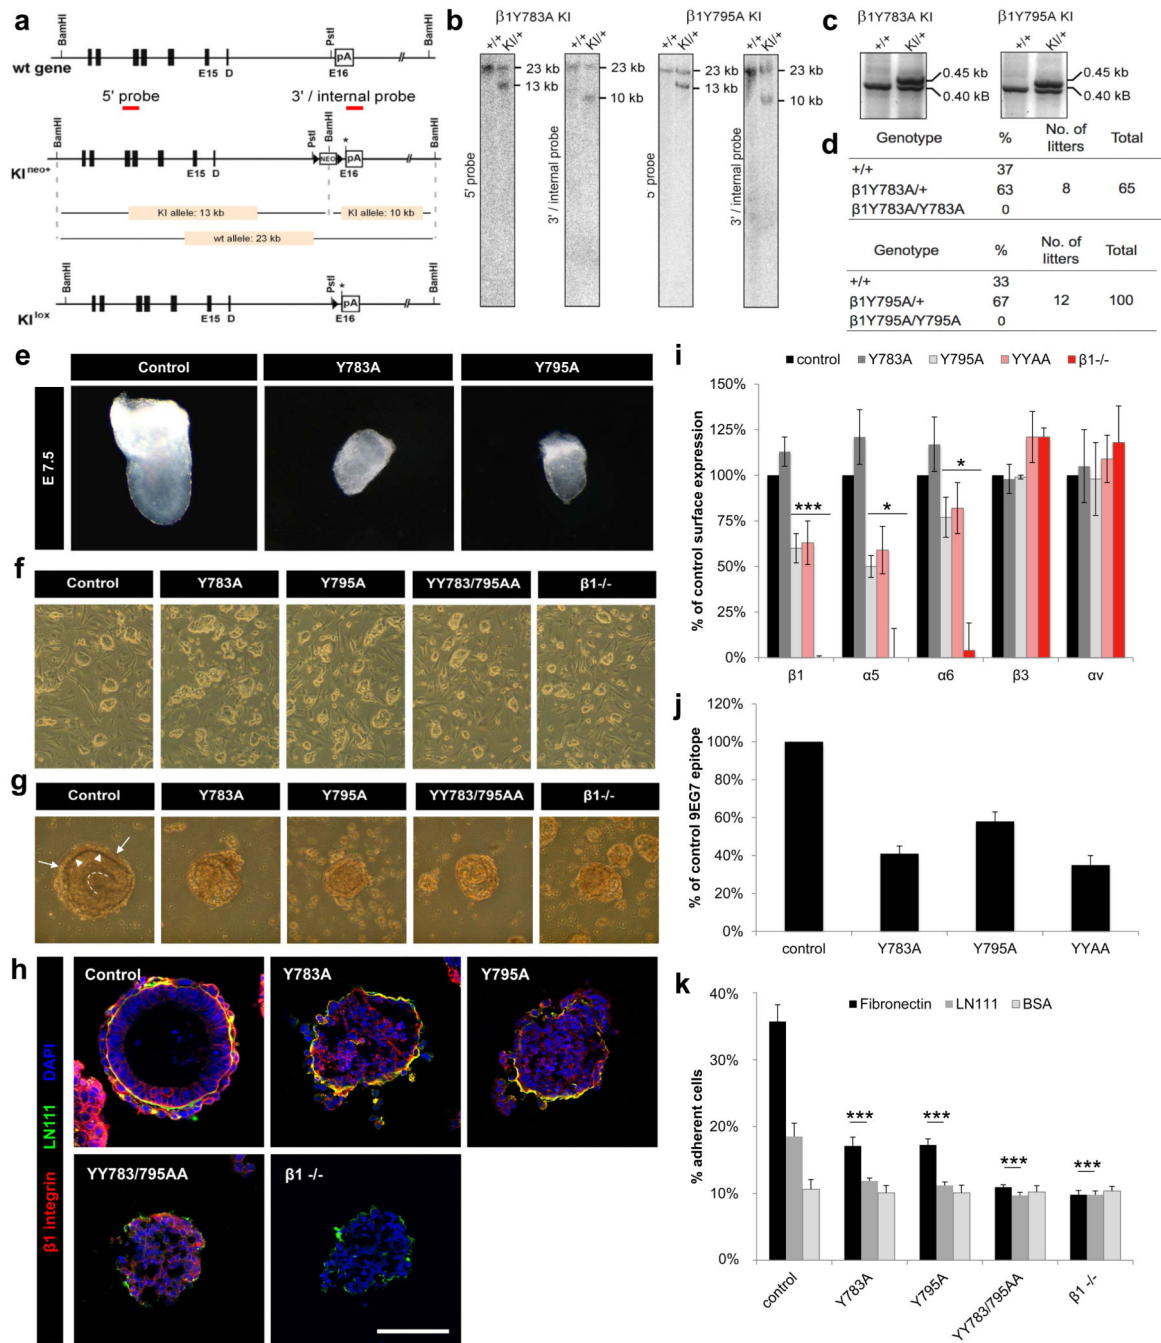 a
BamHI
PstI
BamHI
pA
wt gene
E15 D
E16
5' probe
3' / internal probe
BamHI
PstI
BamHI
BamHI
*
NEO
pA
KI neo+
E15 D
E16
KI allele: 13 kb
KI allele: 10 kb
wt allele: 23 kb
BamHI
PstI
BamHI
*
pA
KI lox
E15 D
E16
b
β1Y783A KI
β1Y795A KI
+/+ KI/+
+/+ KI/+
+/+ KI/+
+/+ KI/+
23 kb
13 kb
23 kb
10 kb
23 kb
13 kb
23 kb
10 kb
5' probe
3' / internal probe
5' probe
3' / internal probe
c
β1Y783A KI
β1Y795A KI
+/+ KI/+
+/+ KI/+
0.45 kb
0.40 kB
0.45 kb
0.40 kB
d
Genotype % No. of litters Total
+/+ 37
β1Y783A/+ 63 8 65
β1Y783A/Y783A 0
Genotype % No. of litters Total
+/+ 33
β1Y795A/+ 67 12 100
β1Y795A/Y795A 0
e
Control Y783A Y795A
E 7.5
f
Control Y783A Y795A YY783/795AA β1-/-
g
Control Y783A Y795A YY783/795AA β1-/-
h
β1 integrin LN111 DAPI
Control
Y783A
Y795A
YY783/795AA
β1 -/-
i
control Y783A Y795A YYAA β1-/-
% of control surface expression
150%
125%
100%
75%
50%
25%
0%
***
*
*
β1 α5 α6 β3 αv
j
% of control 9EG7 epitope
100%
80%
60%
40%
20%
0%
control Y783A Y795A YYAA
k
Fibronectin LN111 BSA
% adherent cells
40%
30%
20%
10%
0%
***
***
***
***
control Y783A Y795A YY783/795AA β1 -/-